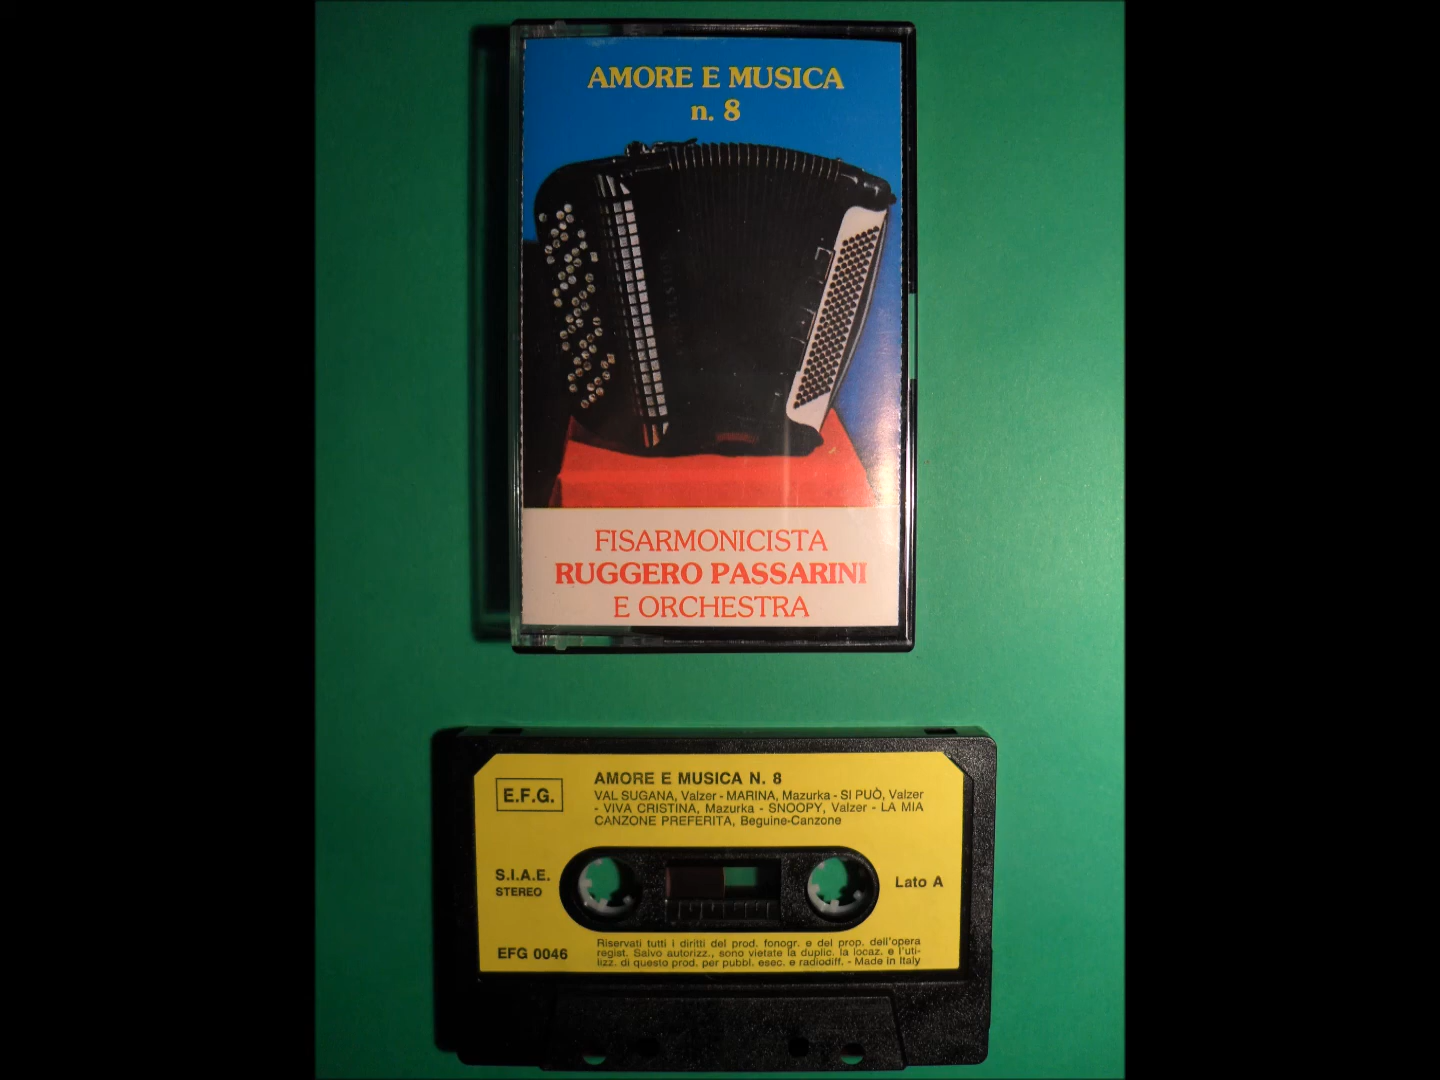 AMORE E MUSICA
n. 8
FISARMONICISTA
RUGGERO PASSARINI
E ORCHESTRA
E.F.G.
AMORE E MUSICA N. 8
VAL SUGANA, Valzer - MARINA, Mazurka - SI PUÒ, Valzer
- VIVA CRISTINA, Mazurka - SNOOPY, Valzer - LA MIA
CANZONE PREFERITA, Beguine-Canzone
S.I.A.E.
STEREO
Lato A
EFG 0046
Riservati tutti i diritti del prod. fonogr. e del prop. dell'opera
regist. Salvo autorizz., sono vietate la duplic. la locaz. e l'uti-
lizz. di questo prod. per pubbl. esec. e radiodiff. - Made in Italy